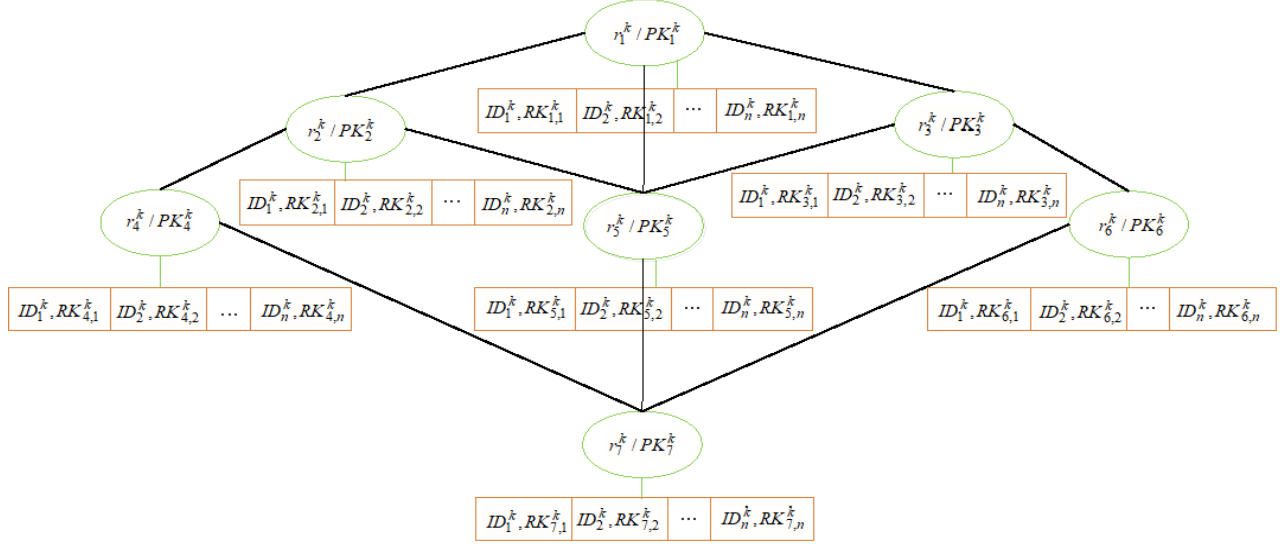 r_1^k / PK_1^k
ID_1^k, RK_{1,1}^k ID_2^k, RK_{1,2}^k ... ID_n^k, RK_{1,n}^k
r_2^k / PK_2^k
r_3^k / PK_3^k
ID_1^k, RK_{2,1}^k ID_2^k, RK_{2,2}^k ... ID_n^k, RK_{2,n}^k
ID_1^k, RK_{3,1}^k ID_2^k, RK_{3,2}^k ... ID_n^k, RK_{3,n}^k
r_4^k / PK_4^k
r_5^k / PK_5^k
r_6^k / PK_6^k
ID_1^k, RK_{4,1}^k ID_2^k, RK_{4,2}^k ... ID_n^k, RK_{4,n}^k
ID_1^k, RK_{5,1}^k ID_2^k, RK_{5,2}^k ... ID_n^k, RK_{5,n}^k
ID_1^k, RK_{6,1}^k ID_2^k, RK_{6,2}^k ... ID_n^k, RK_{6,n}^k
r_7^k / PK_7^k
ID_1^k, RK_{7,1}^k ID_2^k, RK_{7,2}^k ... ID_n^k, RK_{7,n}^k